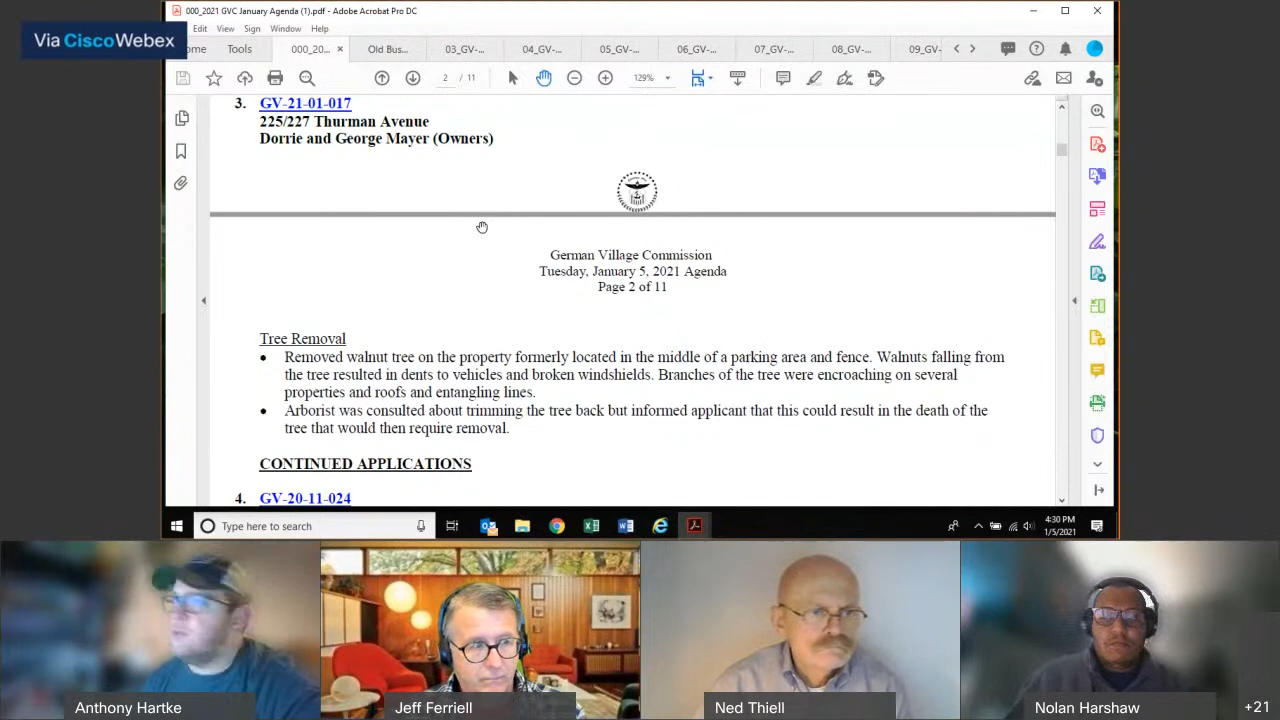 000_2021 GVC January Agenda (1).pdf - Adobe Acrobat Pro DC
Via CiscoWebex
Edit View Sign Window Help
ome Tools 000_20... × Old Bas... 03_GV-... 04_GV-... 05_GV-... 06_GV-... 07_GV-... 08_GV-... 09_GV-
2 / 11 129%
3. GV-21-01-017
225/227 Thurman Avenue
Dorrie and George Mayer (Owners)
German Village Commission
Tuesday, January 5, 2021 Agenda
Page 2 of 11
Tree Removal
• Removed walnut tree on the property formerly located in the middle of a parking area and fence. Walnuts falling from
the tree resulted in dents to vehicles and broken windshields. Branches of the tree were encroaching on several
properties and roofs and entangling lines.
• Arborist was consulted about trimming the tree back but informed applicant that this could result in the death of the
tree that would then require removal.
CONTINUED APPLICATIONS
4. GV-20-11-024
Type here to search
4:30 PM
1/5/2021
Anthony Hartke
Jeff Ferriell
Ned Thiell
Nolan Harshaw
+21